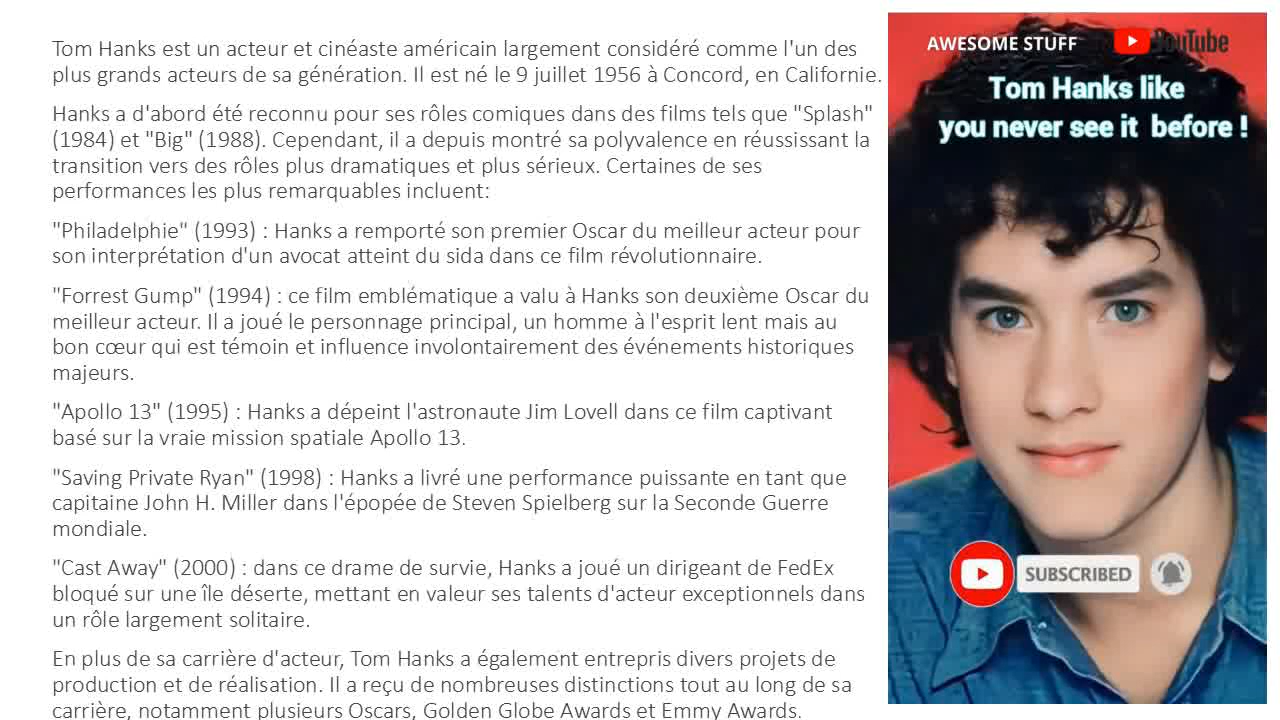 Tom Hanks est un acteur et cinéaste américain largement considéré comme l'un des
plus grands acteurs de sa génération. Il est né le 9 juillet 1956 à Concord, en Californie.
Hanks a d'abord été reconnu pour ses rôles comiques dans des films tels que "Splash"
(1984) et "Big" (1988). Cependant, il a depuis montré sa polyvalence en réussissant la
transition vers des rôles plus dramatiques et plus sérieux. Certaines de ses
performances les plus remarquables incluent:
"Philadelphie" (1993) : Hanks a remporté son premier Oscar du meilleur acteur pour
son interprétation d'un avocat atteint du sida dans ce film révolutionnaire.
"Forrest Gump" (1994) : ce film emblématique a valu à Hanks son deuxième Oscar du
meilleur acteur. Il a joué le personnage principal, un homme à l'esprit lent mais au
bon cœur qui est témoin et influence involontairement des événements historiques
majeurs.
"Apollo 13" (1995) : Hanks a dépeint l'astronaute Jim Lovell dans ce film captivant
basé sur la vraie mission spatiale Apollo 13.
"Saving Private Ryan" (1998) : Hanks a livré une performance puissante en tant que
capitaine John H. Miller dans l'épopée de Steven Spielberg sur la Seconde Guerre
mondiale.
"Cast Away" (2000) : dans ce drame de survie, Hanks a joué un dirigeant de FedEx
bloqué sur une île déserte, mettant en valeur ses talents d'acteur exceptionnels dans
un rôle largement solitaire.
En plus de sa carrière d'acteur, Tom Hanks a également entrepris divers projets de
production et de réalisation. Il a reçu de nombreuses distinctions tout au long de sa
carrière, notamment plusieurs Oscars, Golden Globe Awards et Emmy Awards.
AWESOME STUFF YouTube
Tom Hanks like
you never see it before !
SUBSCRIBED